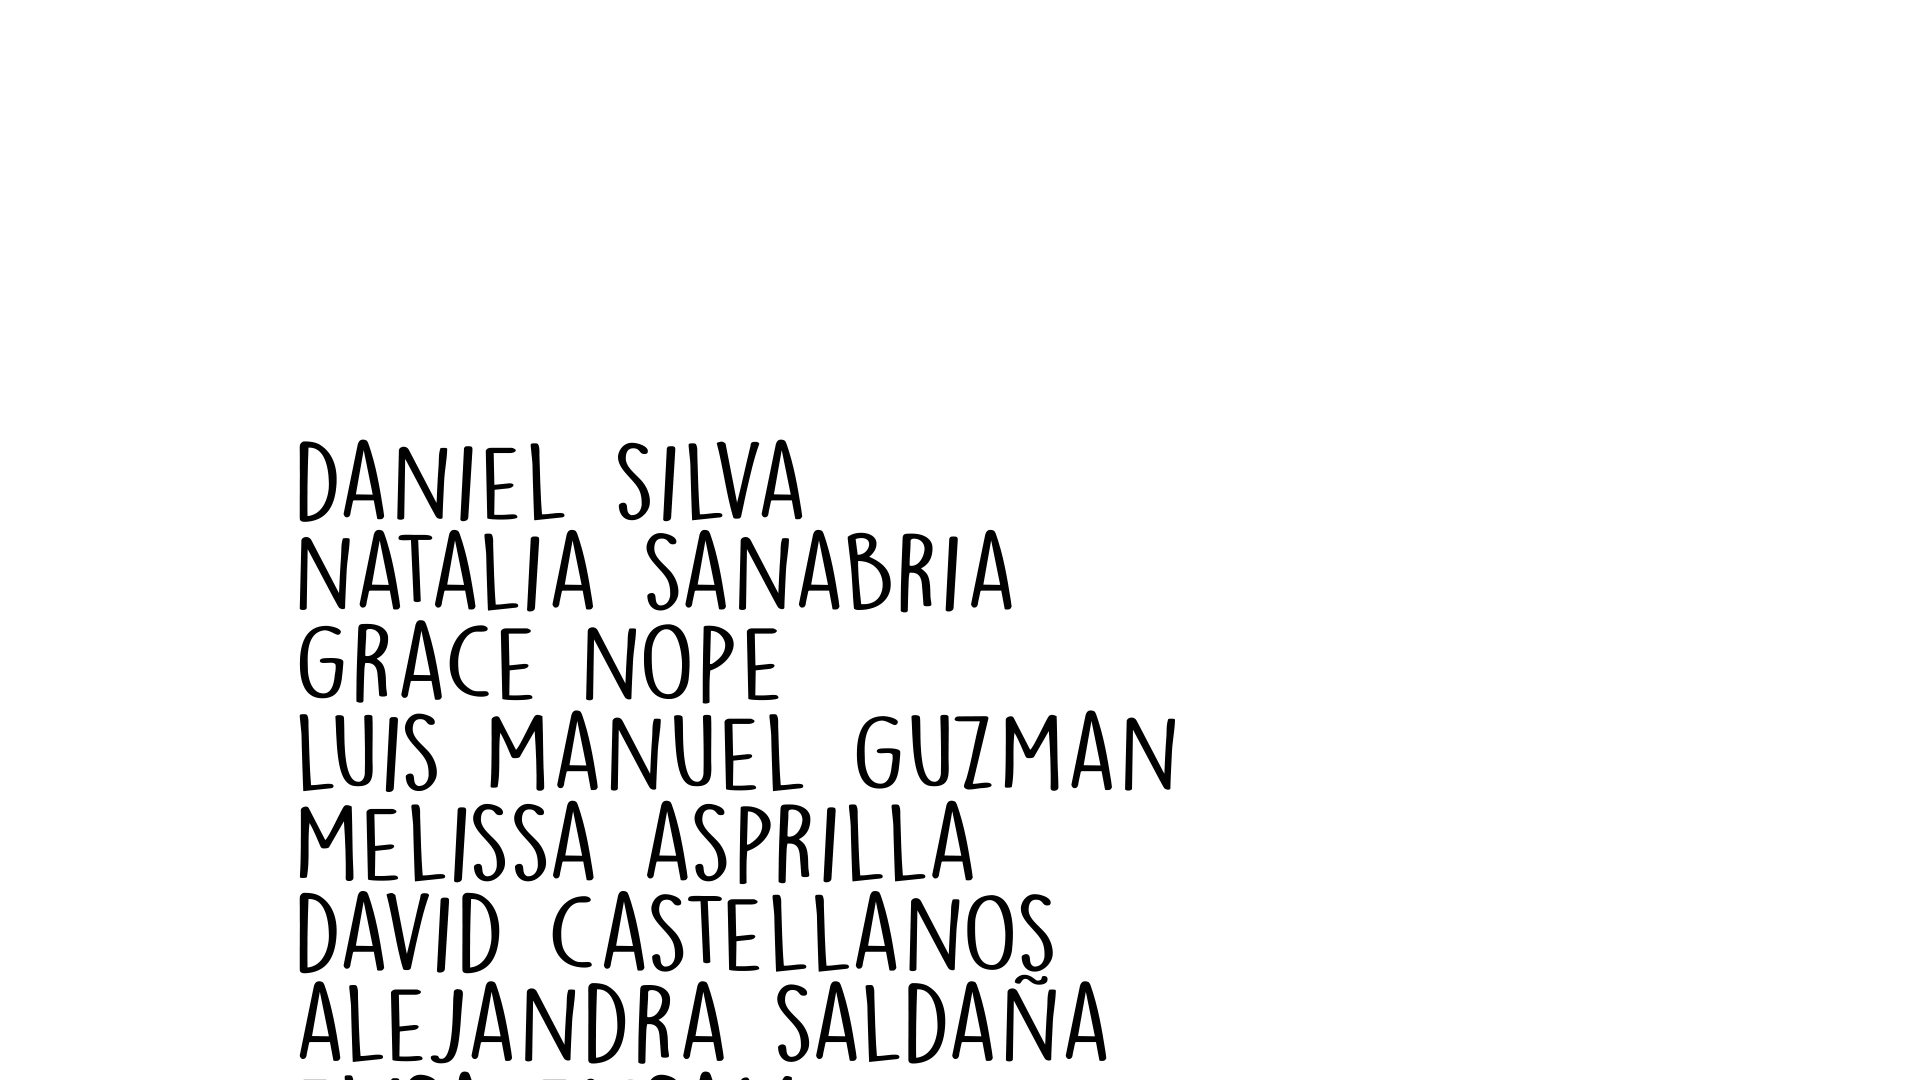 DANIEL SILVA
NATALIA SANABRIA
GRACE NOPE
LUIS MANUEL GUZMAN
MELISSA ASPRILLA
DAVID CASTELLANOS
ALEJANDRA SALDAÑA